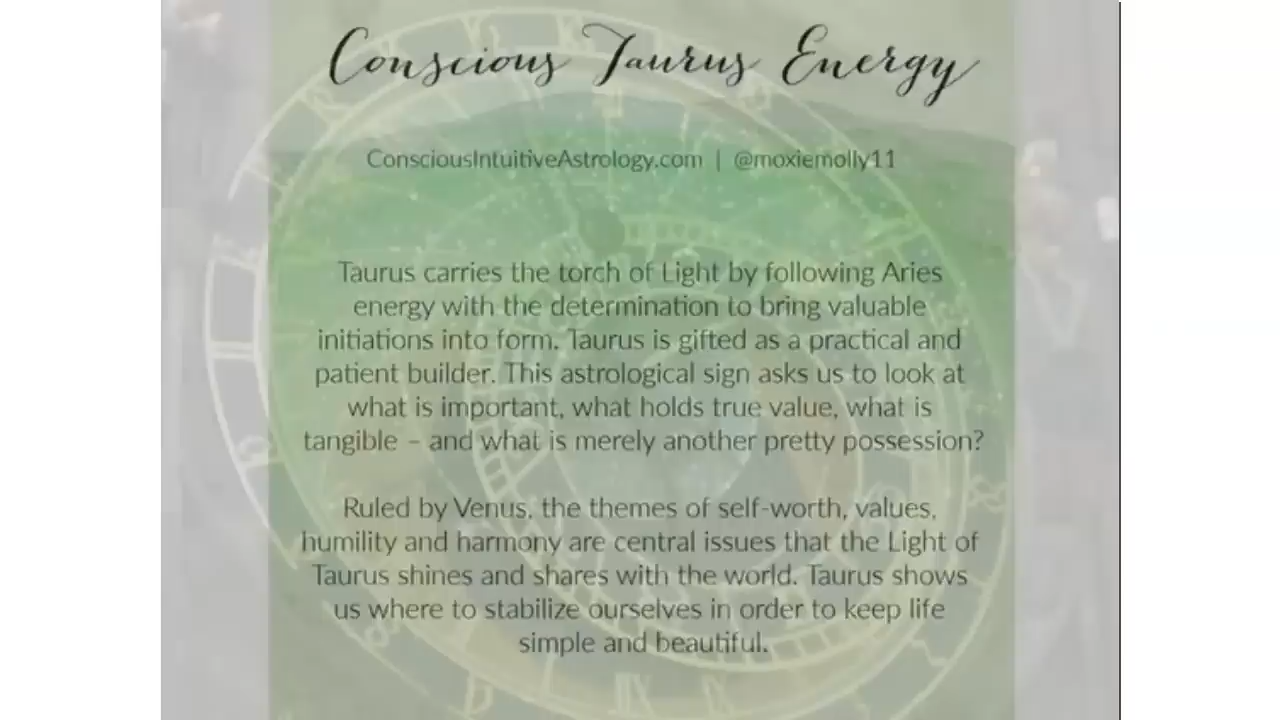 Conscious Taurus Energy
ConsciousIntuitiveAstrology.com | @moxiemolly11
Taurus carries the torch of Light by following Aries
energy with the determination to bring valuable
initiations into form. Taurus is gifted as a practical and
patient builder. This astrological sign asks us to look at
what is important, what holds true value, what is
tangible – and what is merely another pretty possession?
Ruled by Venus, the themes of self-worth, values,
humility and harmony are central issues that the Light of
Taurus shines and shares with the world. Taurus shows
us where to stabilize ourselves in order to keep life
simple and beautiful.